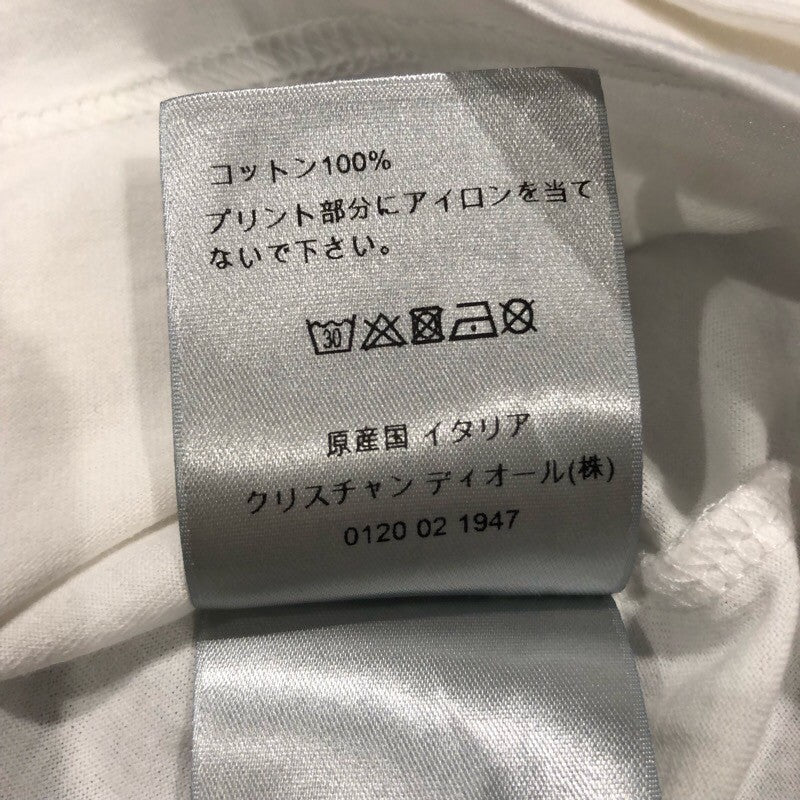 コットン100%
プリント部分にアイロンを当て
ないで下さい。
30
原産国 イタリア
クリスチャン ディオール(株)
0120 02 1947